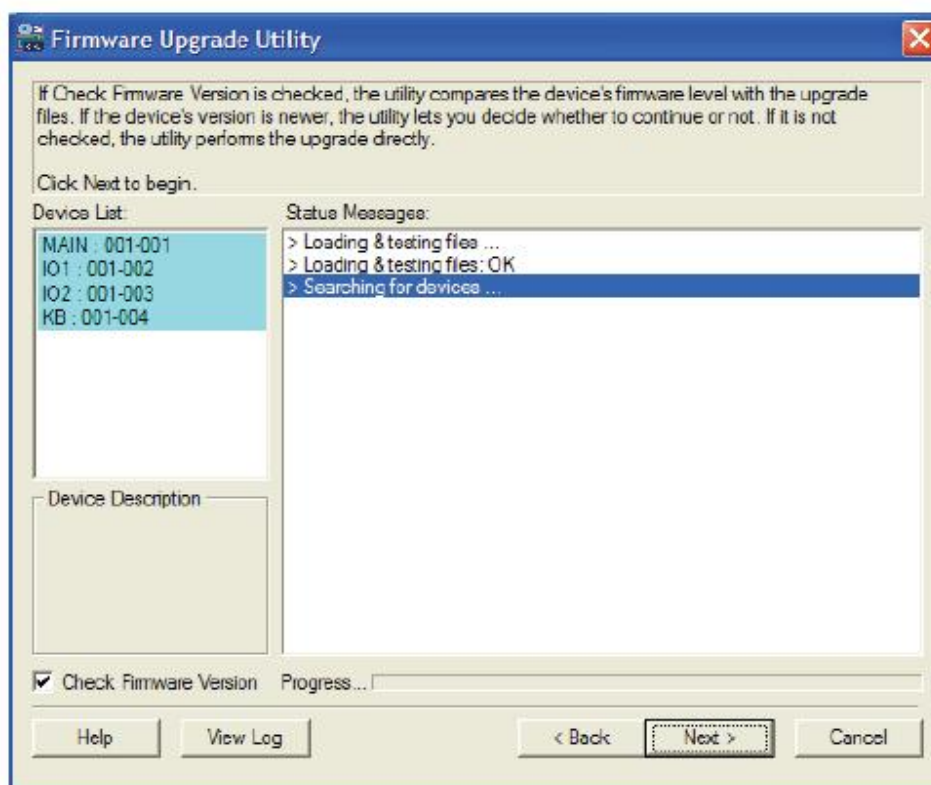 Firmware Upgrade Utility
If Check Firmware Version is checked, the utility compares the device's firmware level with the upgrade
files. If the device's version is newer, the utility lets you decide whether to continue or not. If it is not
checked, the utility performs the upgrade directly.
Click Next to begin.
Device List:
MAIN : 001-001
IO1 : 001-002
IO2 : 001-003
KB : 001-004
Status Messages:
> Loading & testing files ...
> Loading & testing files: OK
> Searching for devices ...
Device Description
Check Firmware Version
Progress...
Help
View Log
< Back
Next >
Cancel